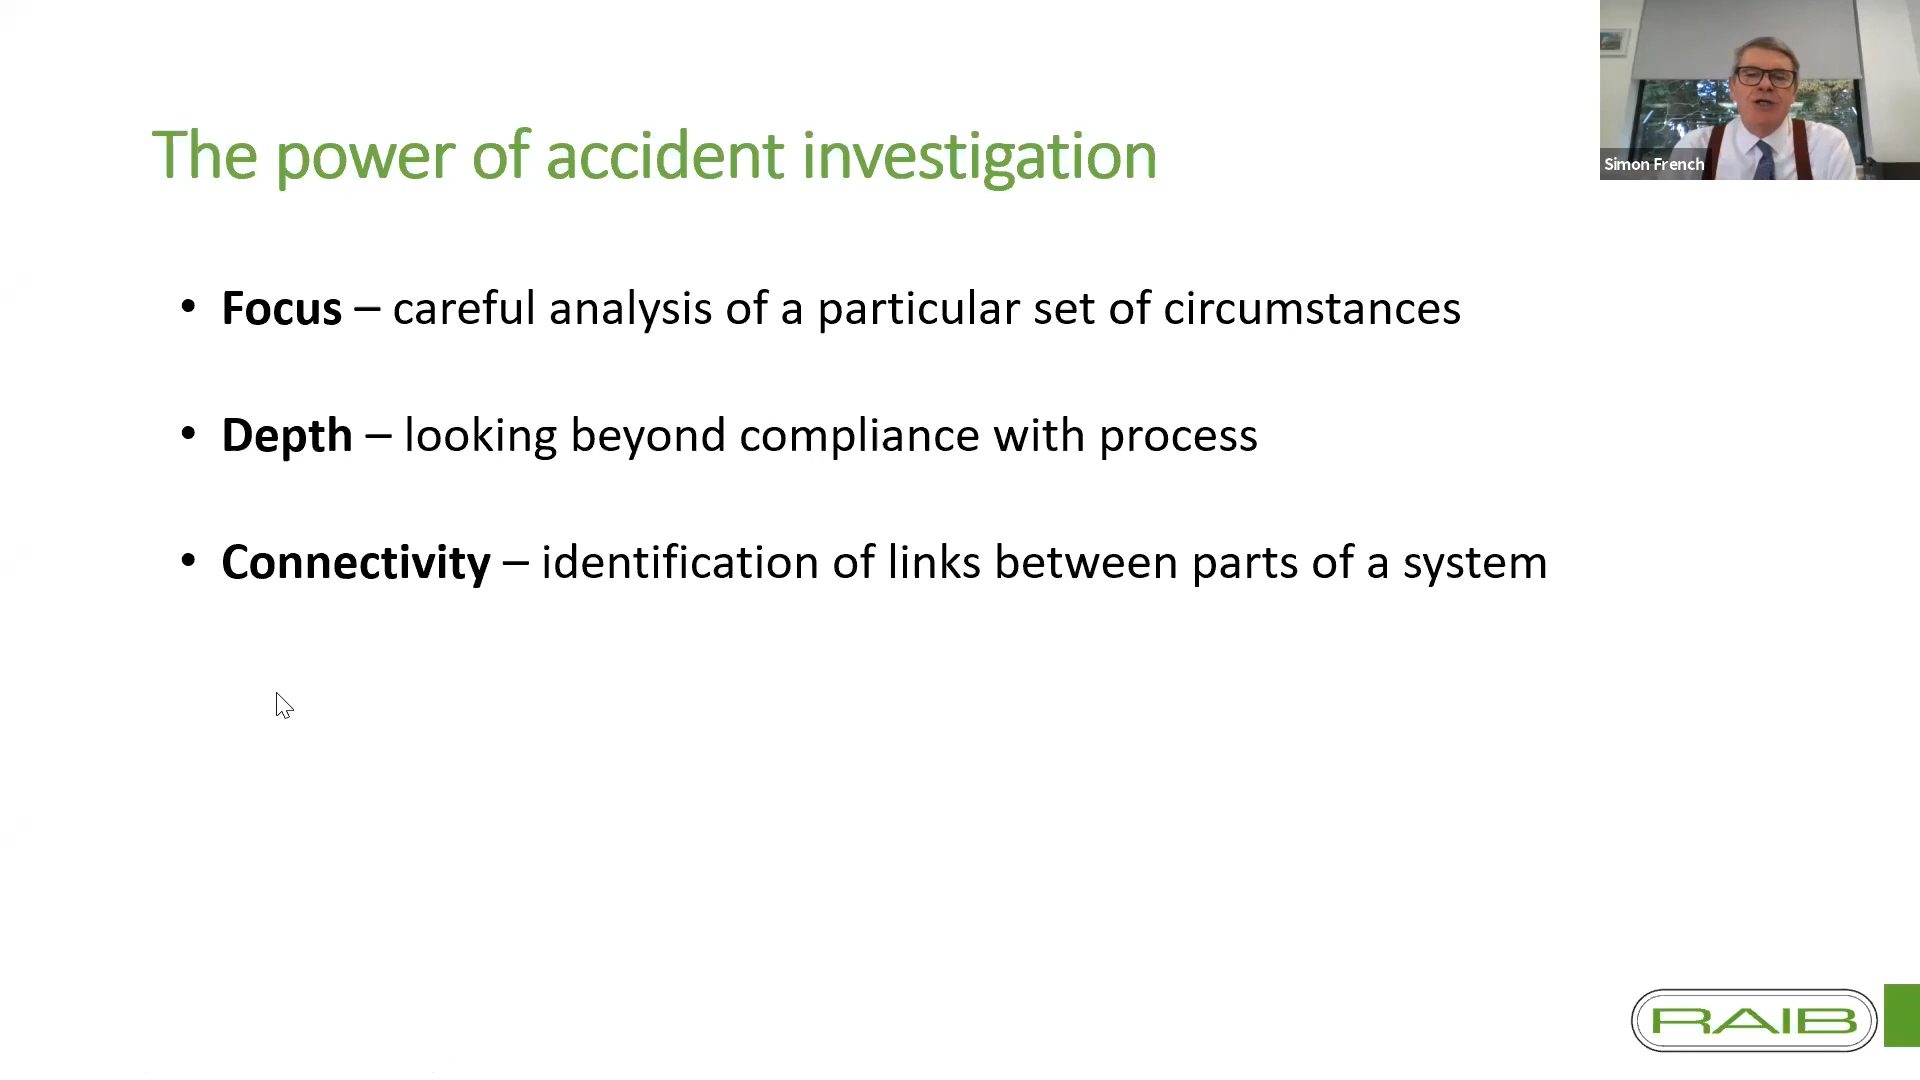 The power of accident investigation
Simon French
• Focus – careful analysis of a particular set of circumstances
• Depth – looking beyond compliance with process
• Connectivity – identification of links between parts of a system
RAIB